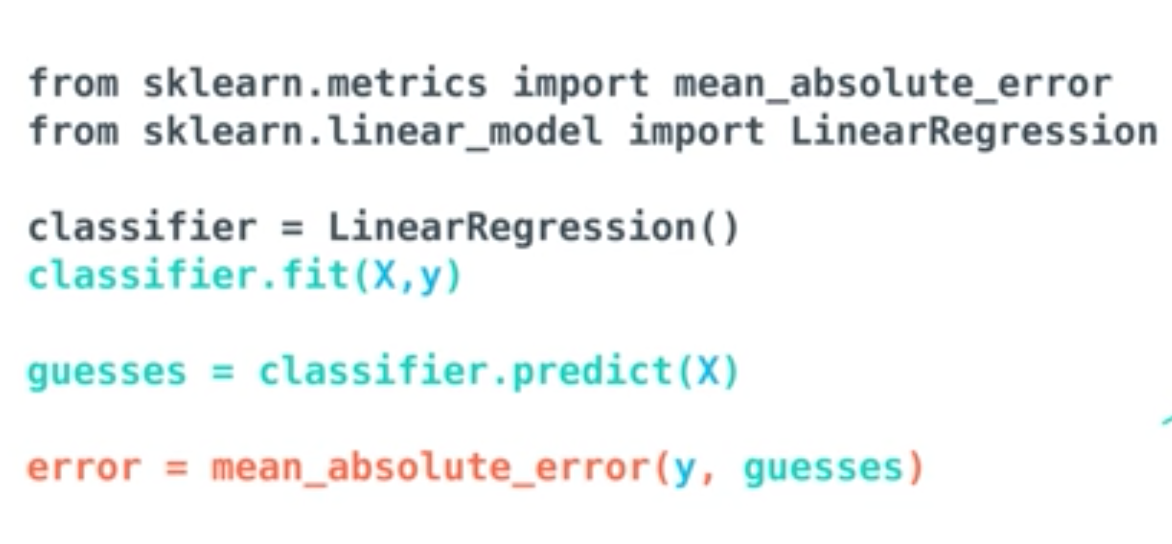 from sklearn.metrics import mean_absolute_error
from sklearn.linear_model import LinearRegression
classifier = LinearRegression()
classifier.fit(X,y)
guesses = classifier.predict(X)
error = mean_absolute_error(y, guesses)